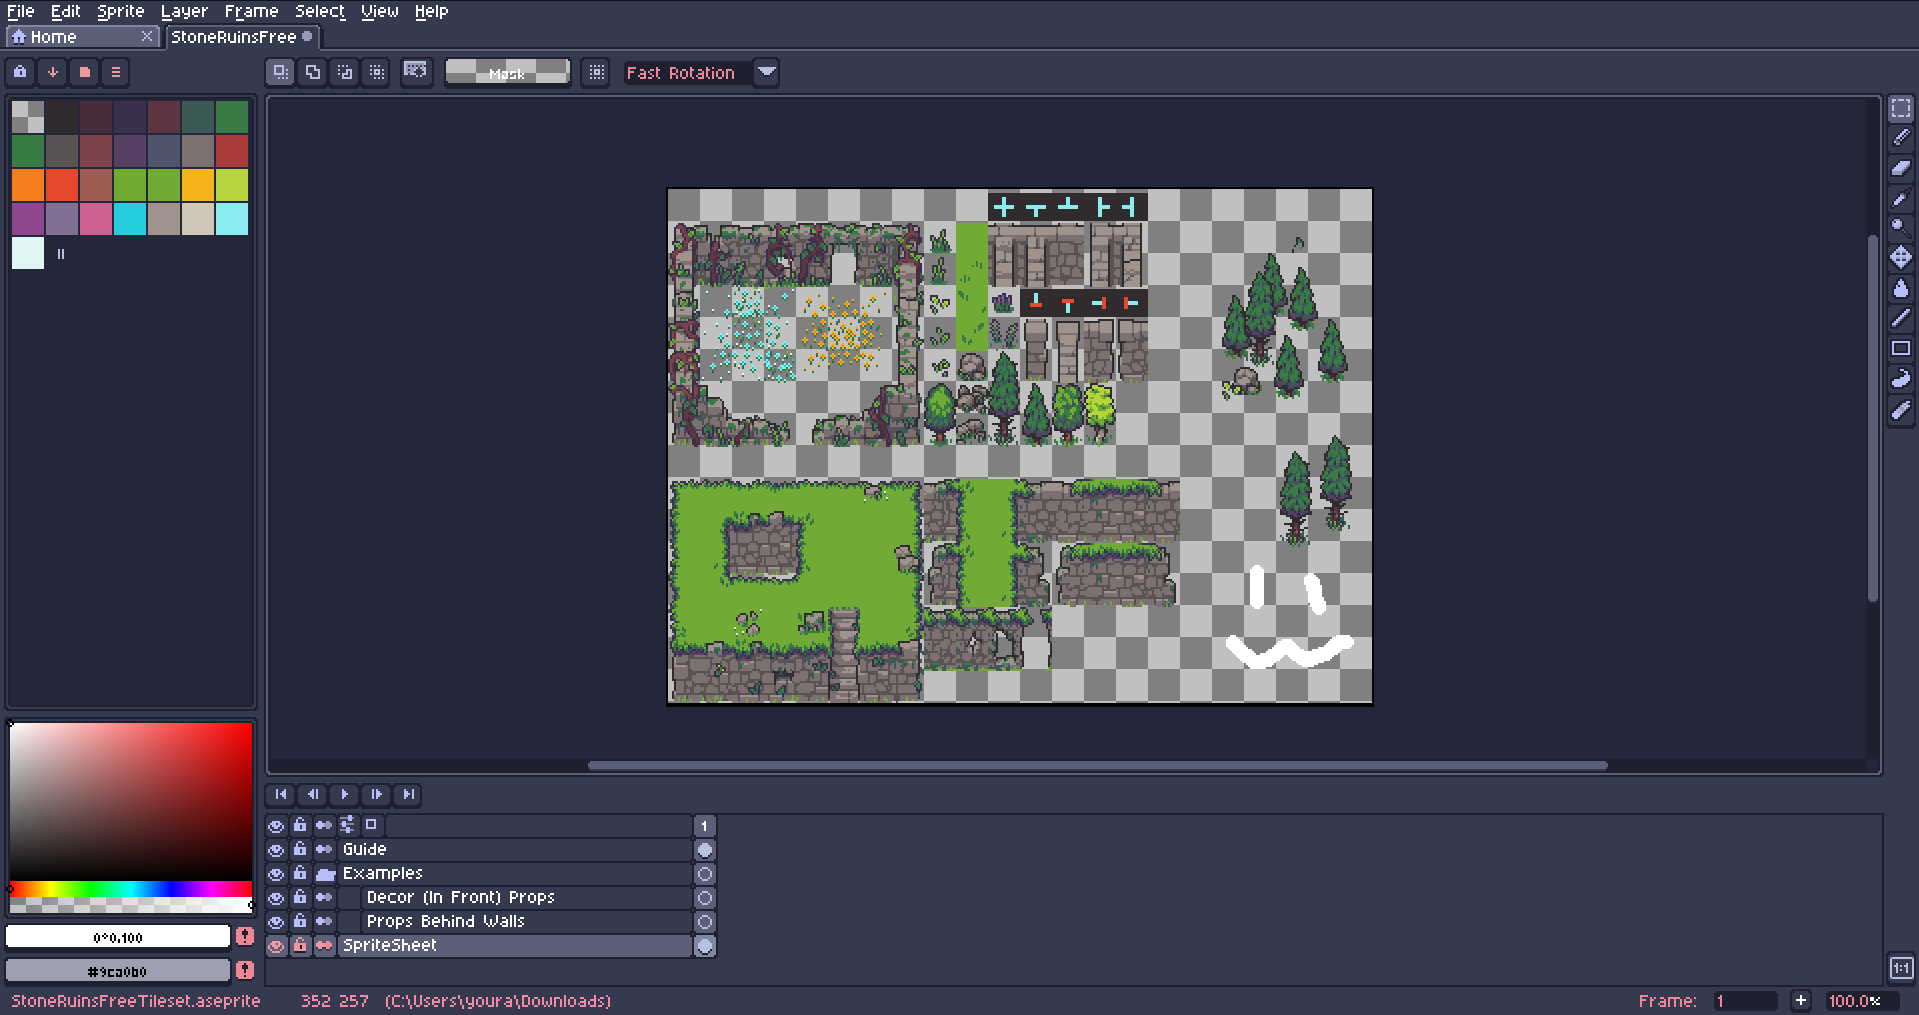 File Edit Sprite Layer Frame Select View Help
Home StoneRuinsFree
Mask Fast Rotation
0°0.100
#9ca0b0
1
Guide
Examples
Decor (In Front) Props
Props Behind Walls
SpriteSheet
1:1
StoneRuinsFreeTileset.aseprite 352 257 (C:\Users\youra\Downloads) Frame: 1 + 100.0%